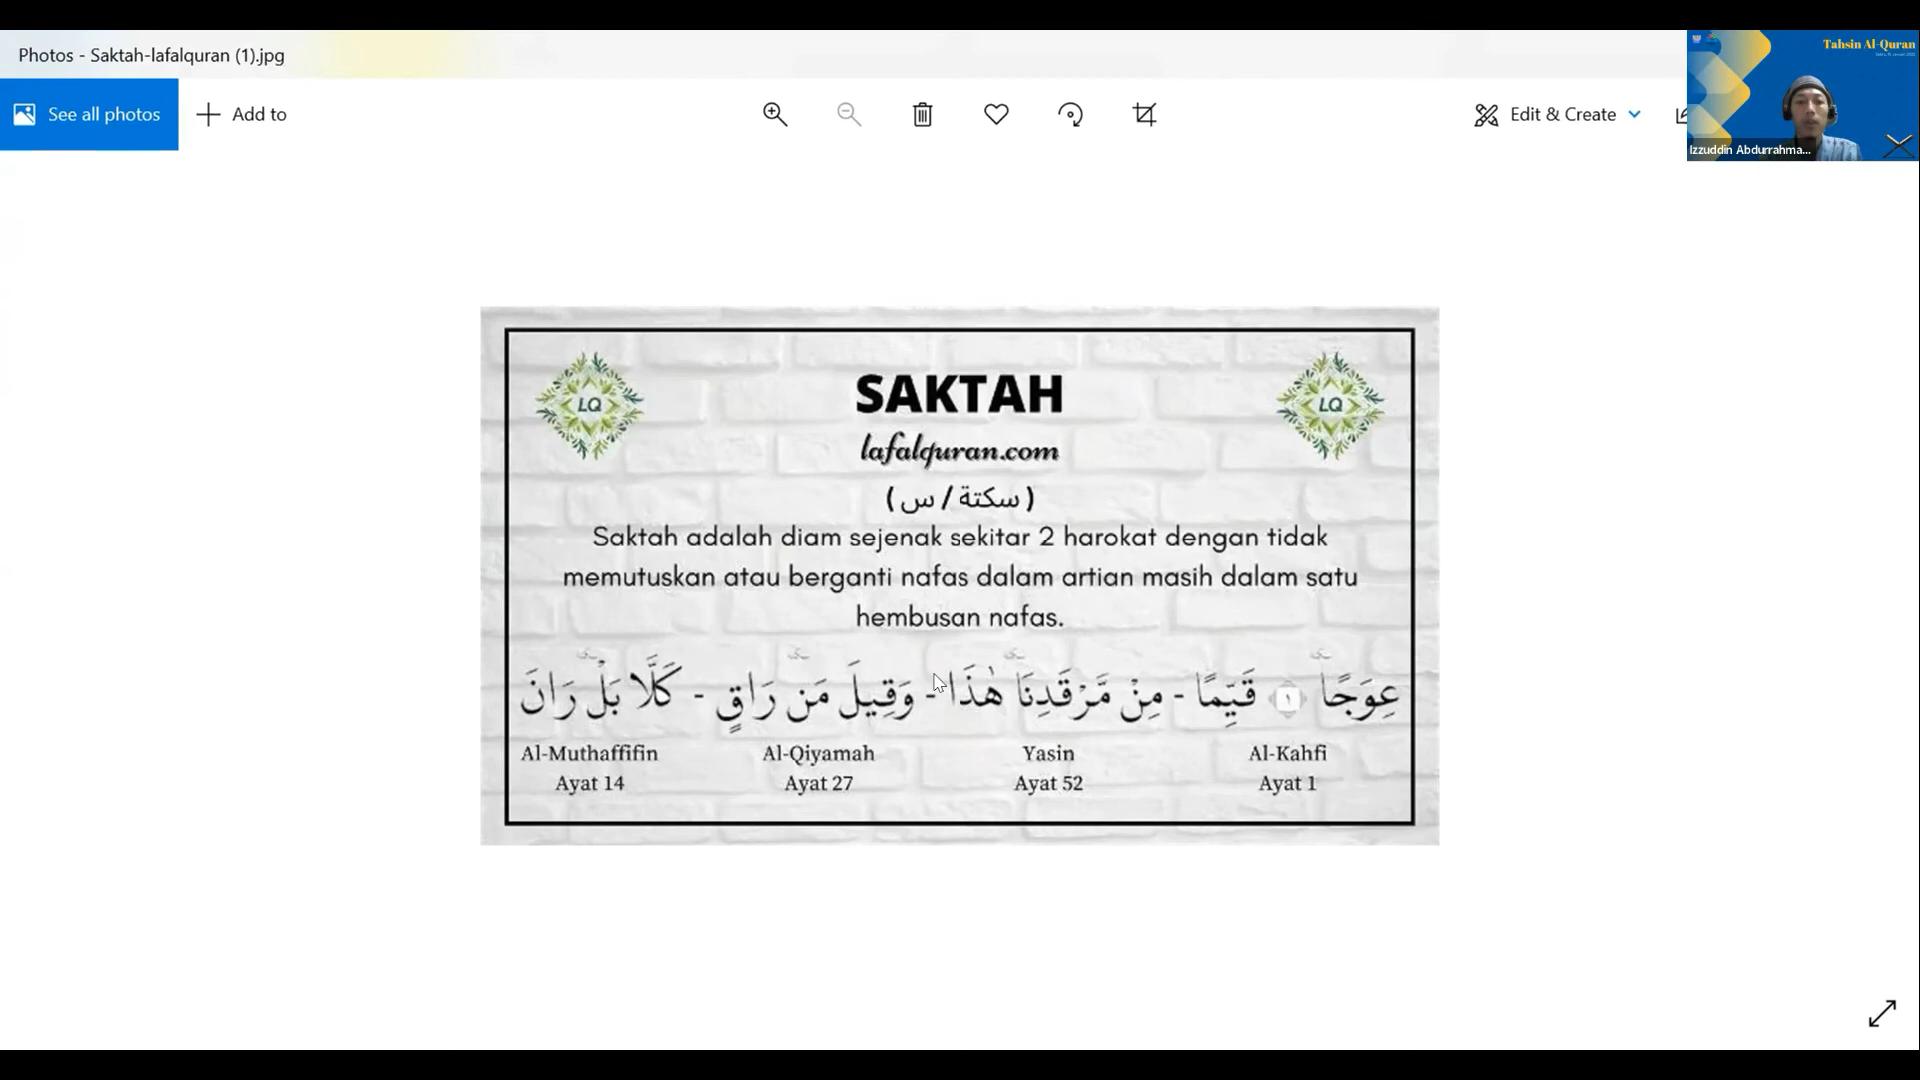 Photos - Saktah-lafalquran (1).jpg
See all photos
Add to
Edit & Create
Tahsin Al-Quran
Izzuddin Abdurrahma...
LQ
LQ
SAKTAH
lafalquran.com
( سكتة / س )
Saktah adalah diam sejenak sekitar 2 harokat dengan tidak
memutuskan atau berganti nafas dalam artian masih dalam satu
hembusan nafas.
عِوَجًا ۜ ١ قَيِّمًا - مِنْ مَّرْقَدِنَا ۜ هٰذَا - وَقِيلَ مَنْ ۜ رَاقٍ - كَلَّا بَلْ ۜ رَانَ
Al-Muthaffifin Al-Qiyamah Yasin Al-Kahfi
Ayat 14 Ayat 27 Ayat 52 Ayat 1